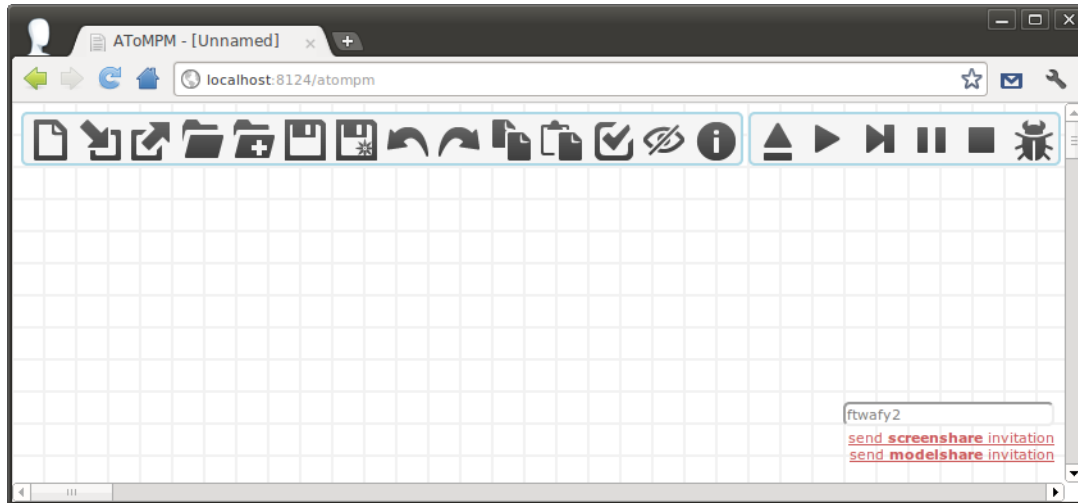 AToMPM - [Unnamed]
localhost:8124/atompm
ftwafy2
send screenshare invitation
send modelshare invitation